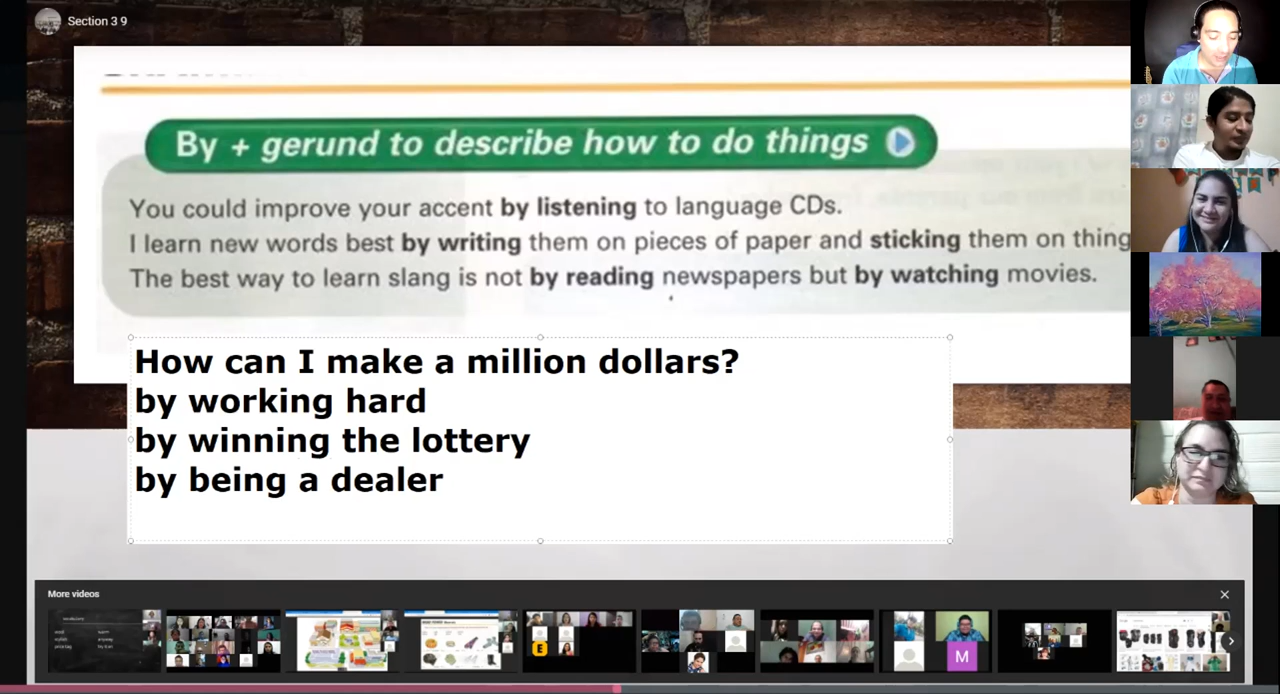 Section 3 9
By + gerund to describe how to do things
You could improve your accent by listening to language CDs.
I learn new words best by writing them on pieces of paper and sticking them on thing
The best way to learn slang is not by reading newspapers but by watching movies.
How can I make a million dollars?
by working hard
by winning the lottery
by being a dealer
More videos
E
M